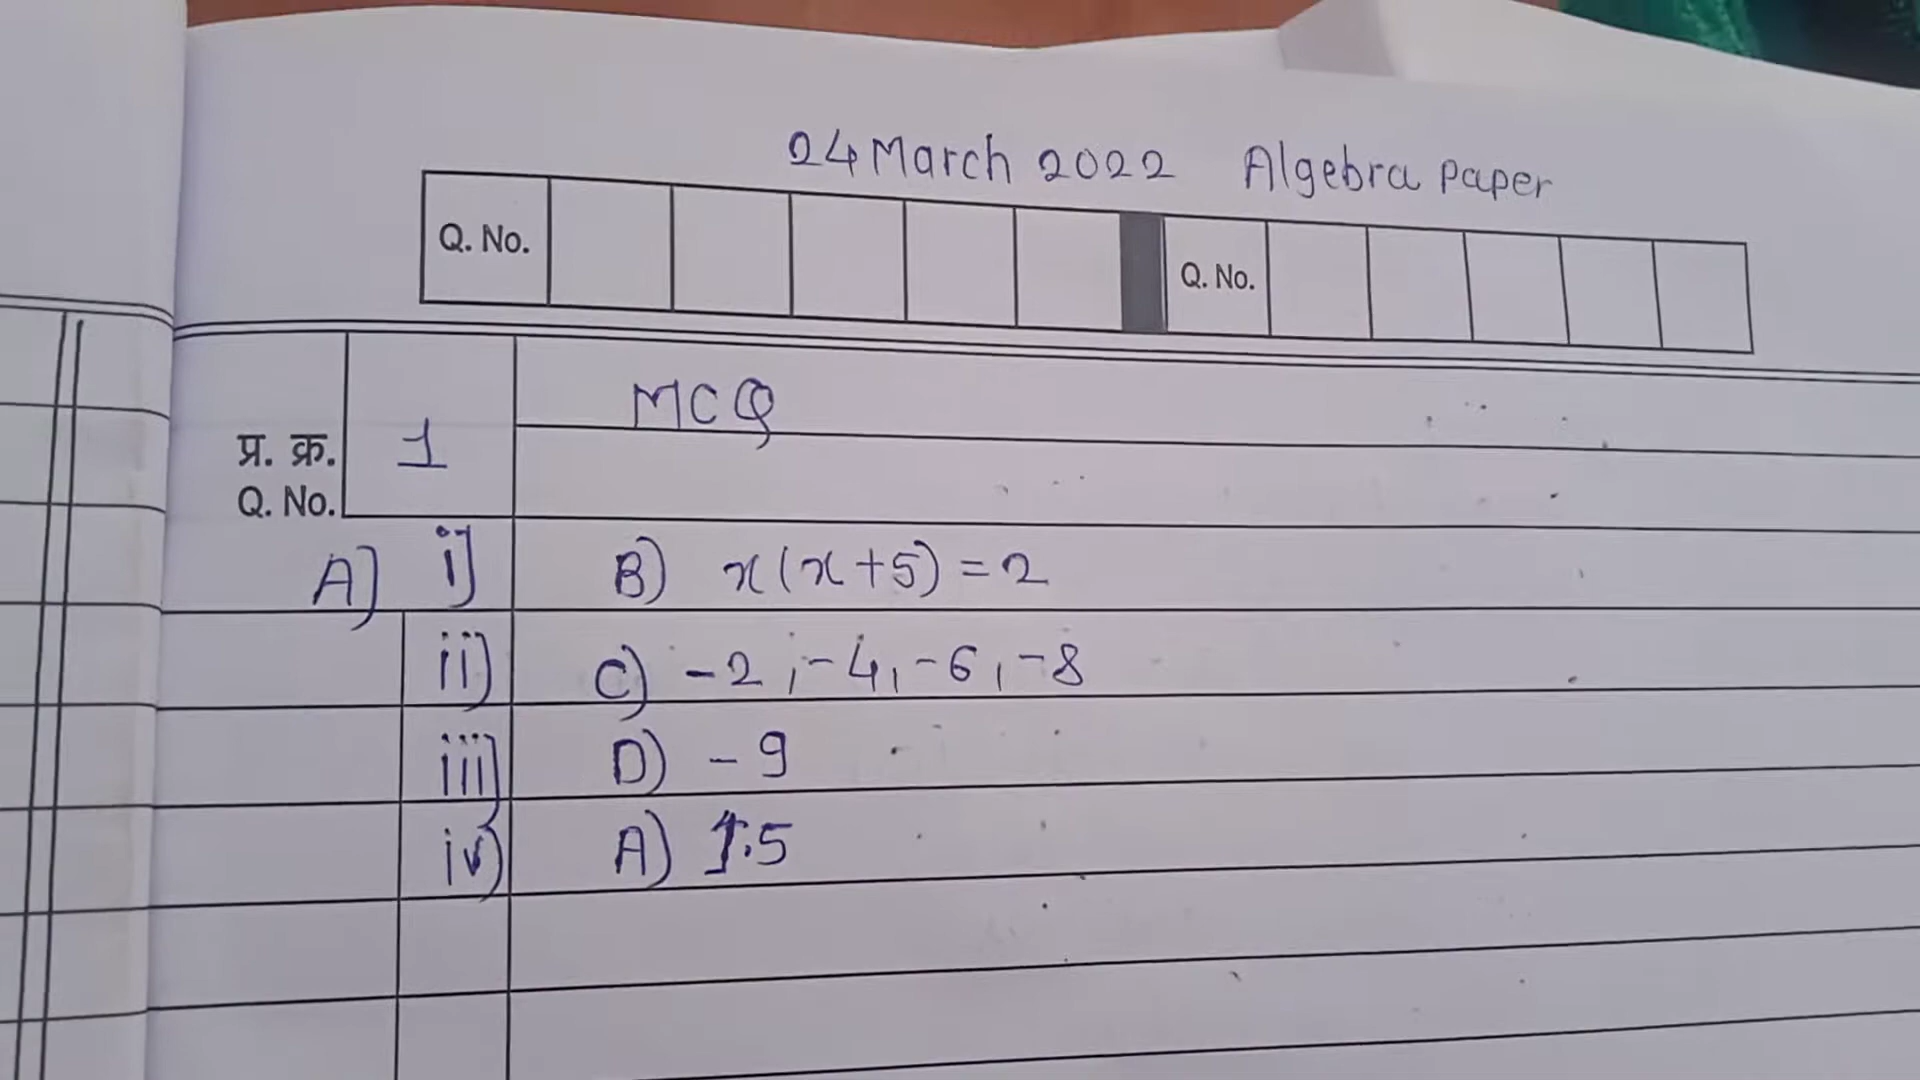 24 March 2022 Algebra paper
Q. No. Q. No.
MCQ
प्र. क्र. 1
Q. No.
A) i) B) x(x+5)=2
ii) C) -2, -4, -6, -8
iii) D) -9
iv) A) 1.5